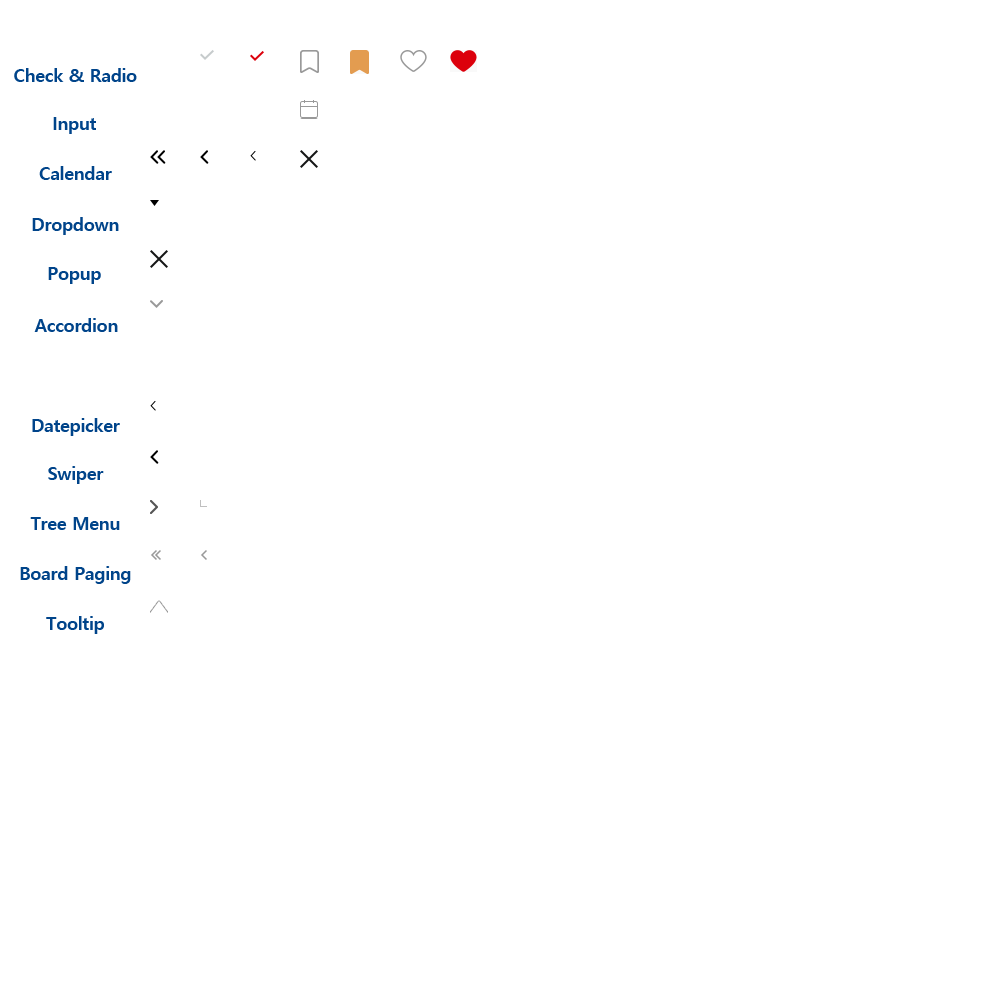 Check & Radio
Input
Calendar
Dropdown
Popup
Accordion
Datepicker
Swiper
Tree Menu
Board Paging
Tooltip